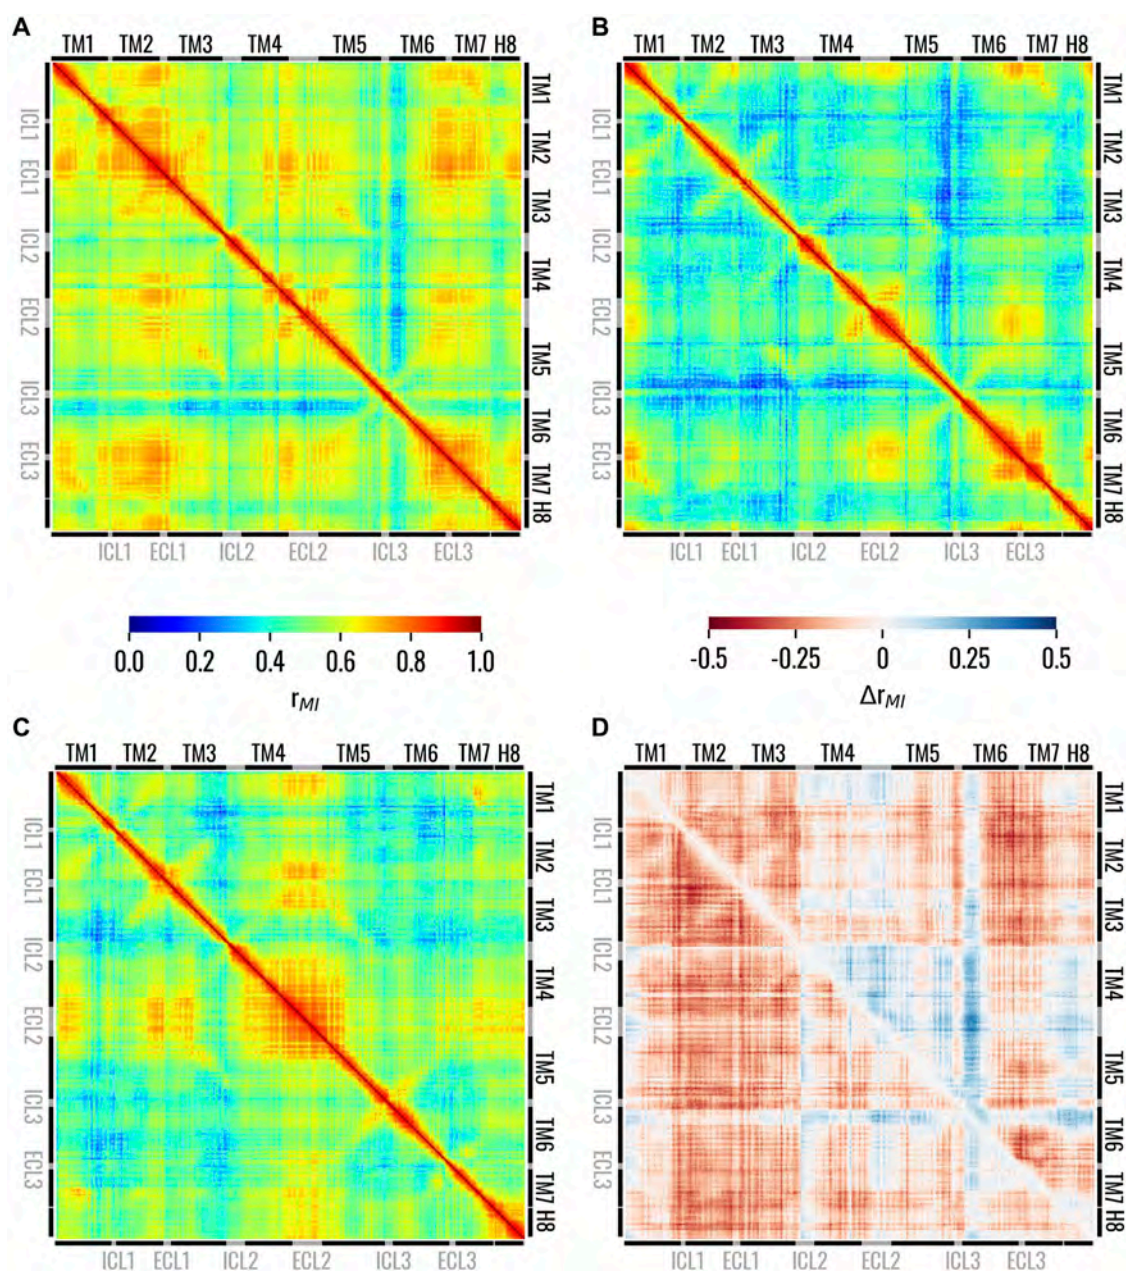 A
TM1 TM2 TM3 TM4 TM5 TM6 TM7 H8
TM1
TM2
TM3
TM4
TM5
TM6
TM7
H8
ICL1
ECL1
ICL2
ECL2
ICL3
ECL3
ICL1 ECL1 ICL2 ECL2 ICL3 ECL3
B
TM1 TM2 TM3 TM4 TM5 TM6 TM7 H8
TM1
TM2
TM3
TM4
TM5
TM6
TM7
H8
ICL1
ECL1
ICL2
ECL2
ICL3
ECL3
ICL1 ECL1 ICL2 ECL2 ICL3 ECL3
0.0 0.2 0.4 0.6 0.8 1.0
rMI
-0.5 -0.25 0 0.25 0.5
ΔrMI
C
TM1 TM2 TM3 TM4 TM5 TM6 TM7 H8
TM1
TM2
TM3
TM4
TM5
TM6
TM7
H8
ICL1
ECL1
ICL2
ECL2
ICL3
ECL3
ICL1 ECL1 ICL2 ECL2 ICL3 ECL3
D
TM1 TM2 TM3 TM4 TM5 TM6 TM7 H8
TM1
TM2
TM3
TM4
TM5
TM6
TM7
H8
ICL1
ECL1
ICL2
ECL2
ICL3
ECL3
ICL1 ECL1 ICL2 ECL2 ICL3 ECL3